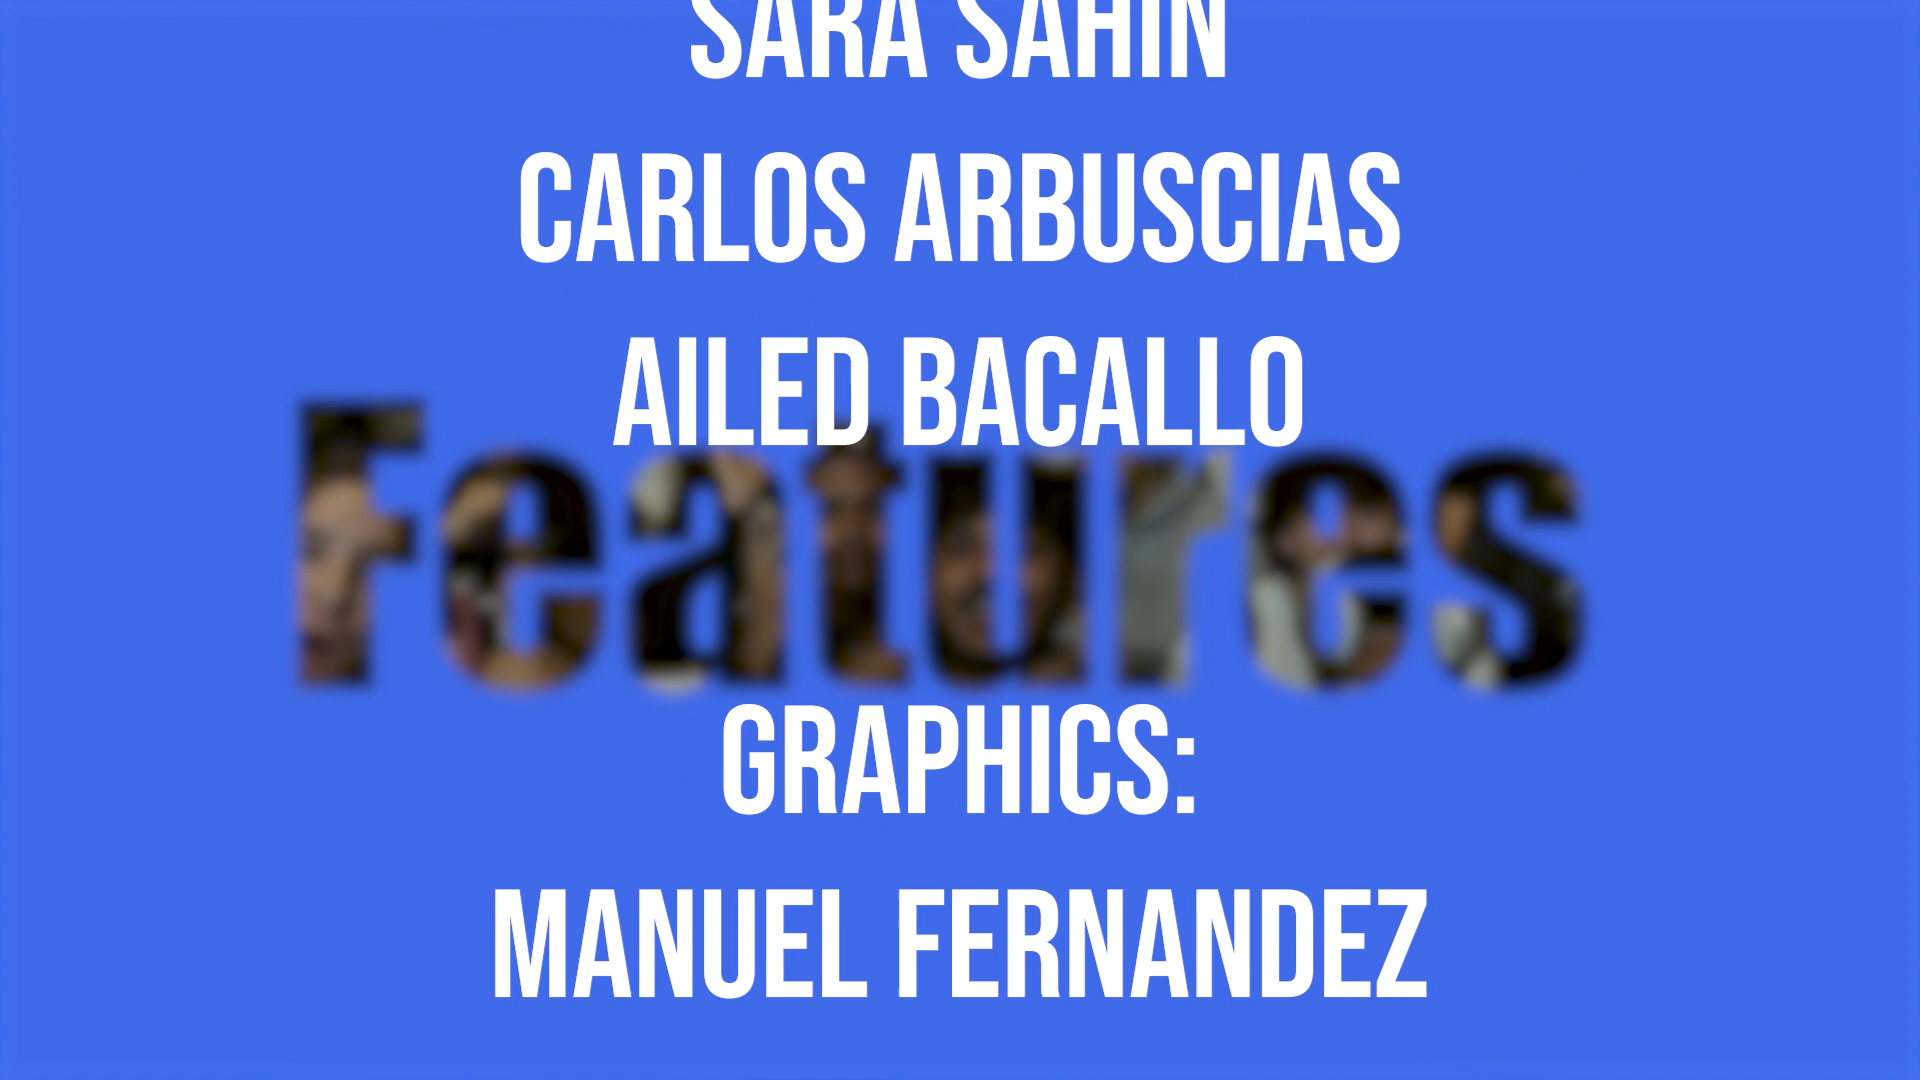 SARA SAHIN
CARLOS ARBUSCIAS
AILED BACALLO
Features
GRAPHICS:
MANUEL FERNANDEZ